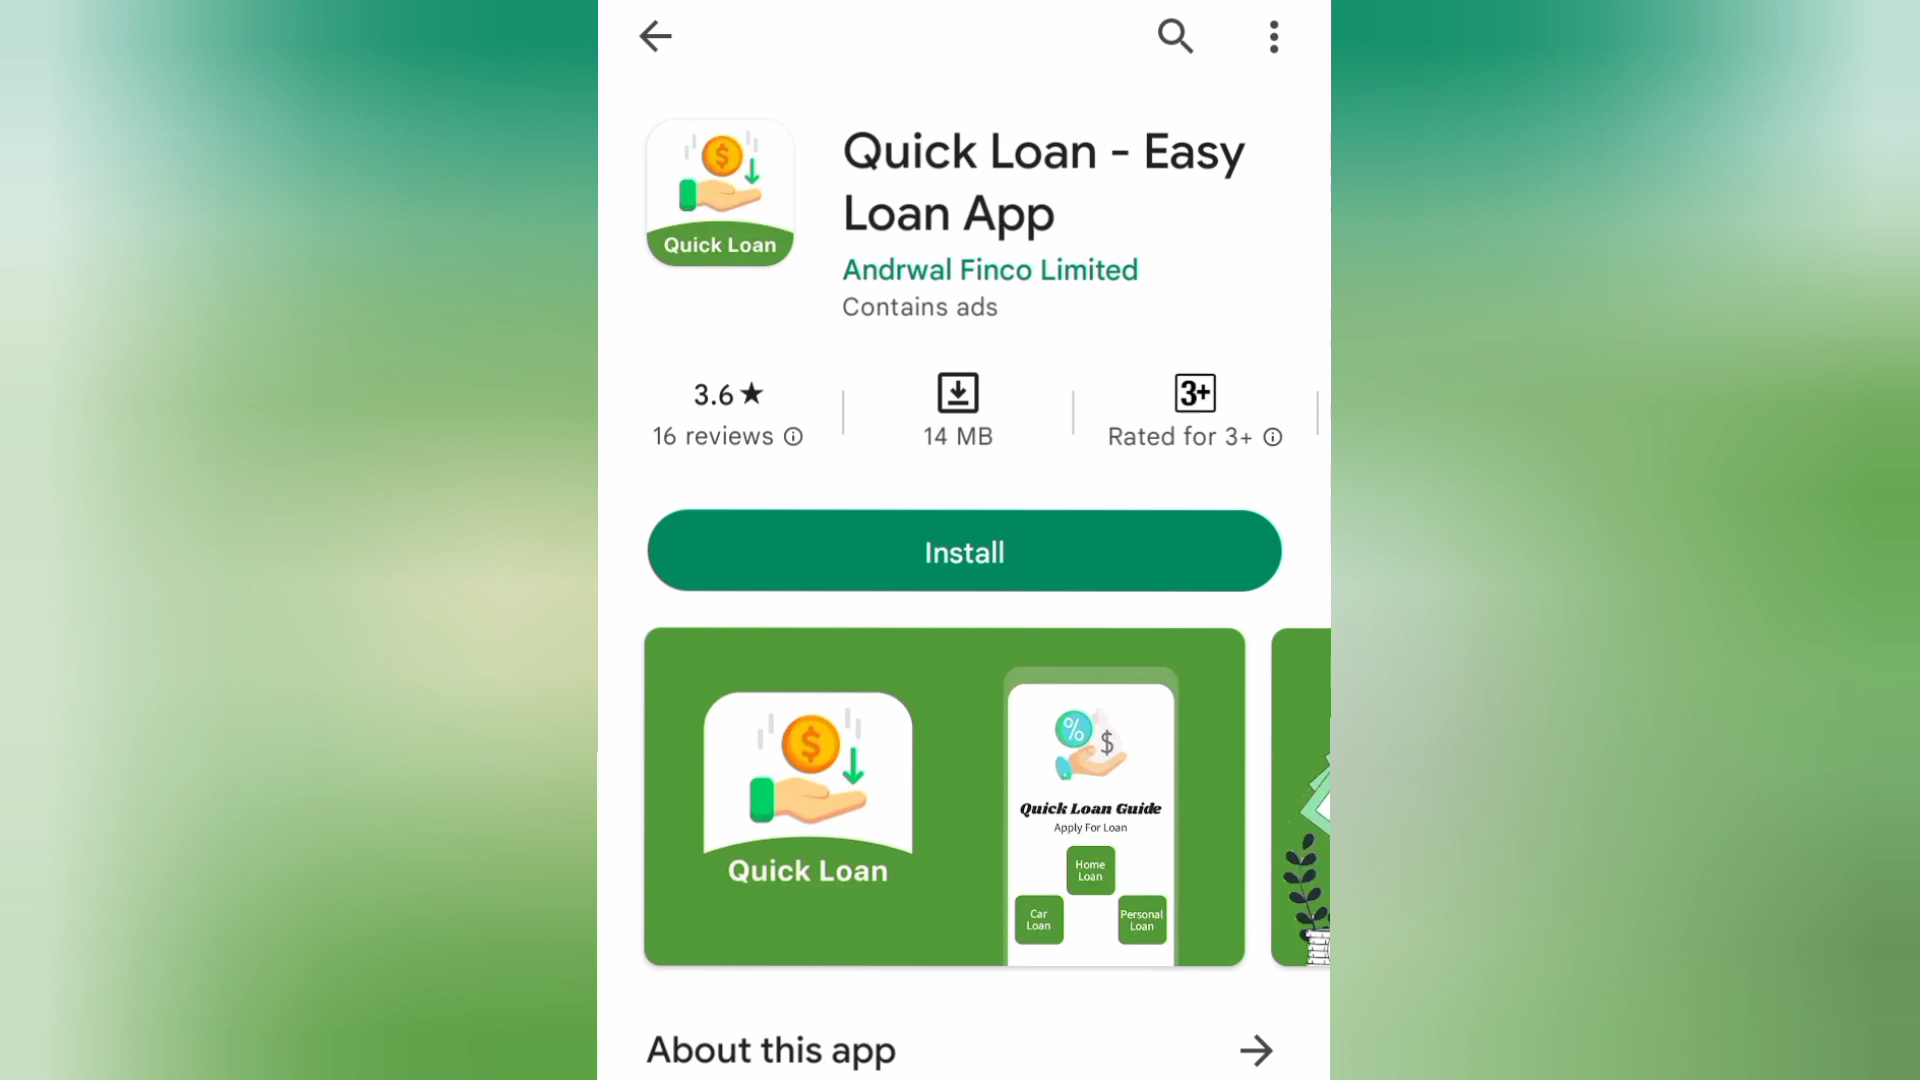 Quick Loan
Quick Loan - Easy
Loan App
Andrwal Finco Limited
Contains ads
3.6★
16 reviews
14 MB
3+
Rated for 3+
Install
Quick Loan
Quick Loan Guide
Apply For Loan
Home
Loan
Car
Loan
Personal
Loan
About this app